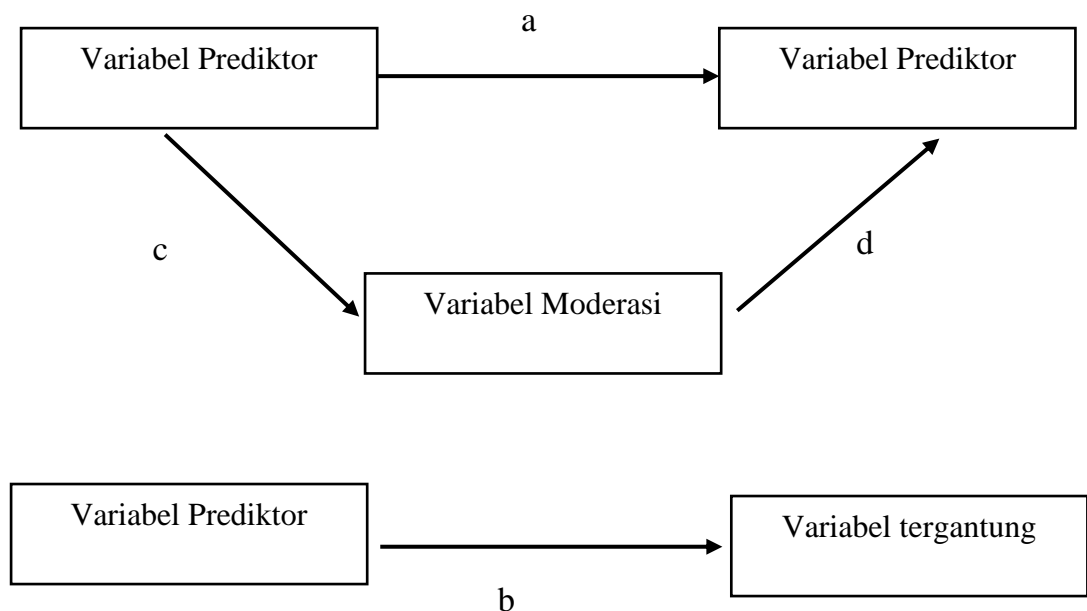 a
Variabel Prediktor
Variabel Prediktor
c
d
Variabel Moderasi
Variabel Prediktor
Variabel tergantung
b